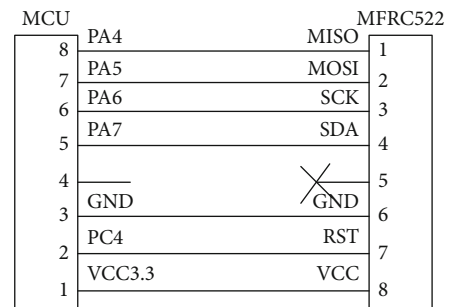 MCU MFRC522
PA4 MISO
8 1
PA5 MOSI
7 2
PA6 SCK
6 3
PA7 SDA
5 4
4 5
GND GND
3 6
PC4 RST
2 7
VCC3.3 VCC
1 8